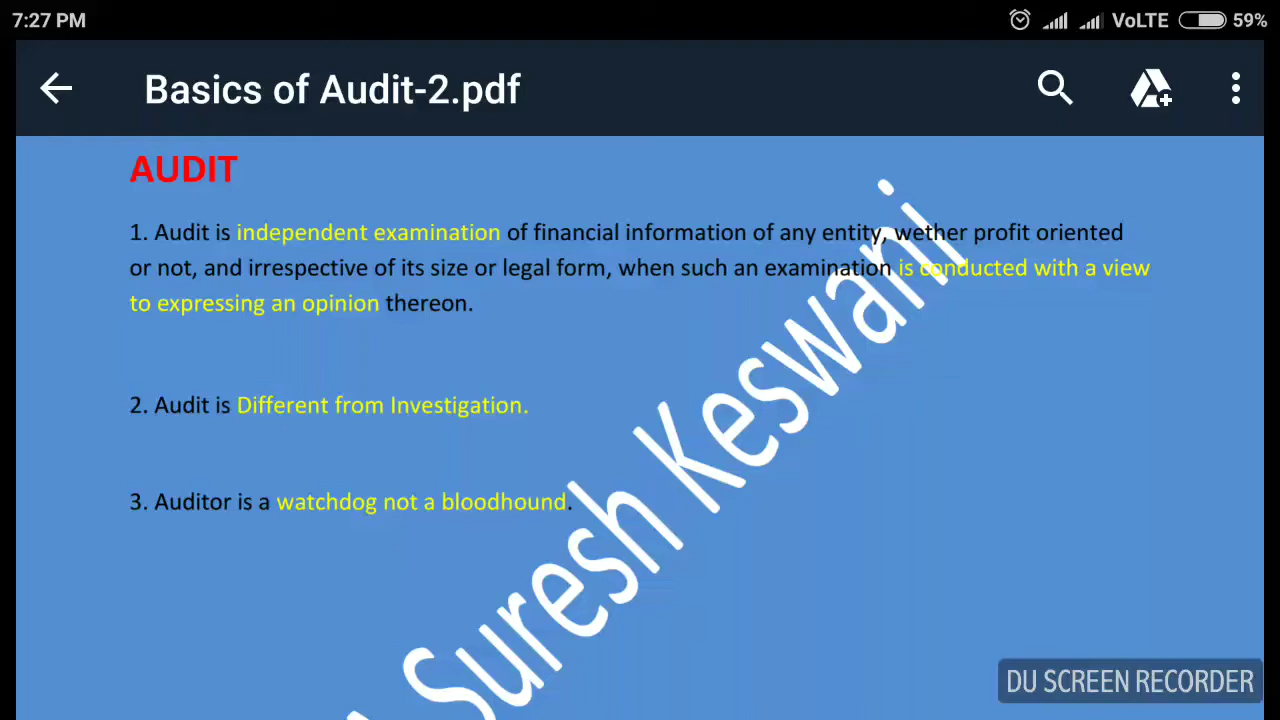 7:27 PM VoLTE 59%
Basics of Audit-2.pdf
AUDIT
1. Audit is independent examination of financial information of any entity, wether profit oriented
or not, and irrespective of its size or legal form, when such an examination is conducted with a view
to expressing an opinion thereon.
2. Audit is Different from Investigation.
3. Auditor is a watchdog not a bloodhound.
Suresh Keswani
DU SCREEN RECORDER